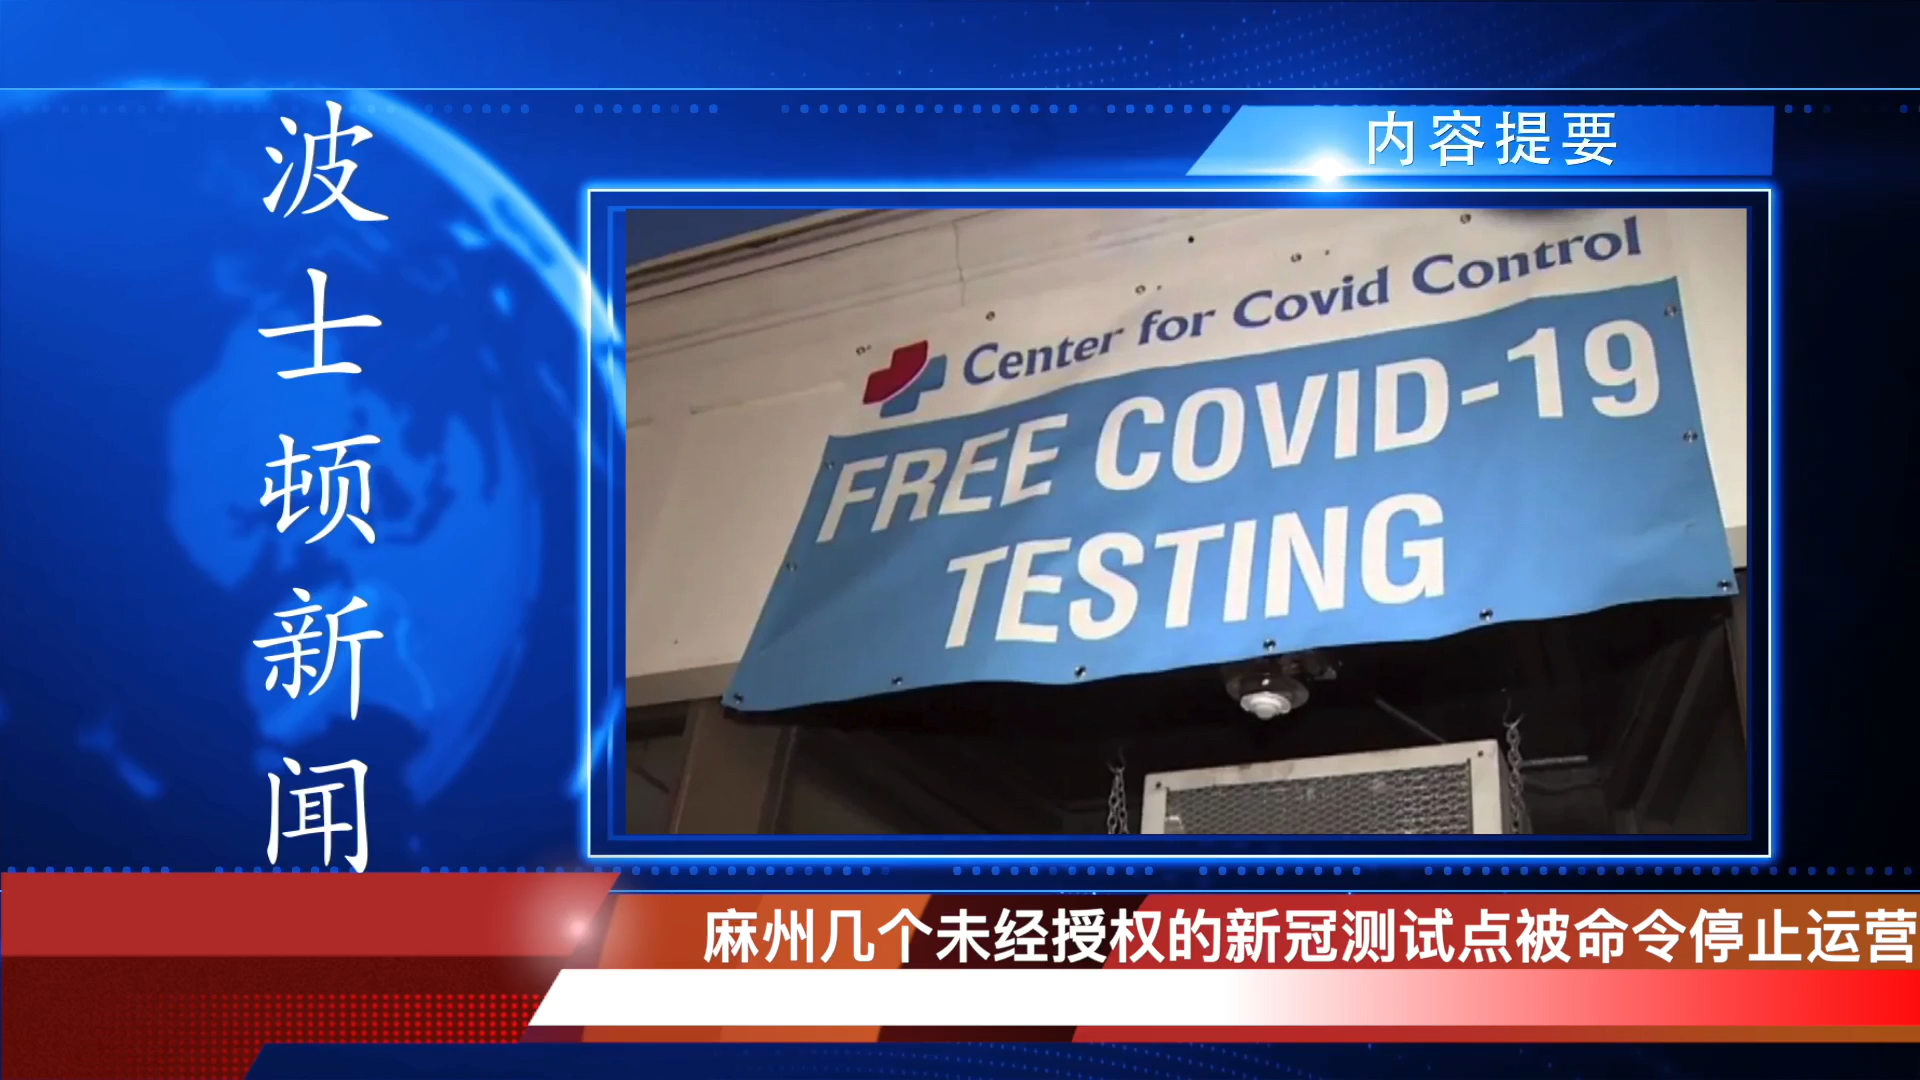 波士顿新闻
内容提要
Center for Covid Control
FREE COVID-19
TESTING
麻州几个未经授权的新冠测试点被命令停止运营